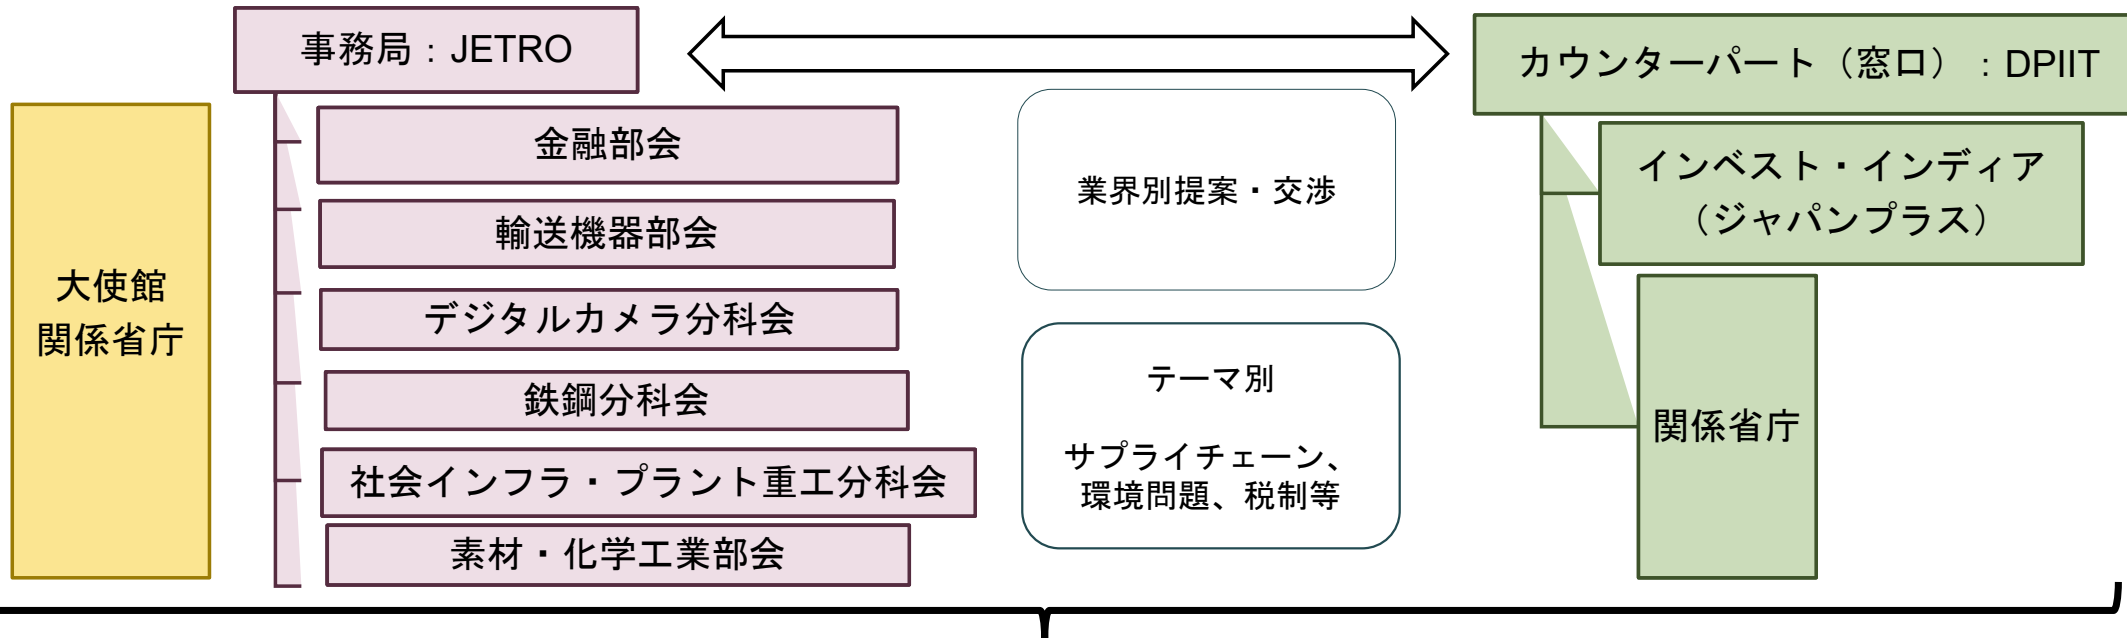 事務局：JETRO
カウンターパート（窓口）：DPIIT
大使館
関係省庁
金融部会
輸送機器部会
デジタルカメラ分科会
鉄鋼分科会
社会インフラ・プラント重工分科会
素材・化学工業部会
業界別提案・交渉
テーマ別
サプライチェーン、
環境問題、税制等
インベスト・インディア
（ジャパンプラス）
関係省庁